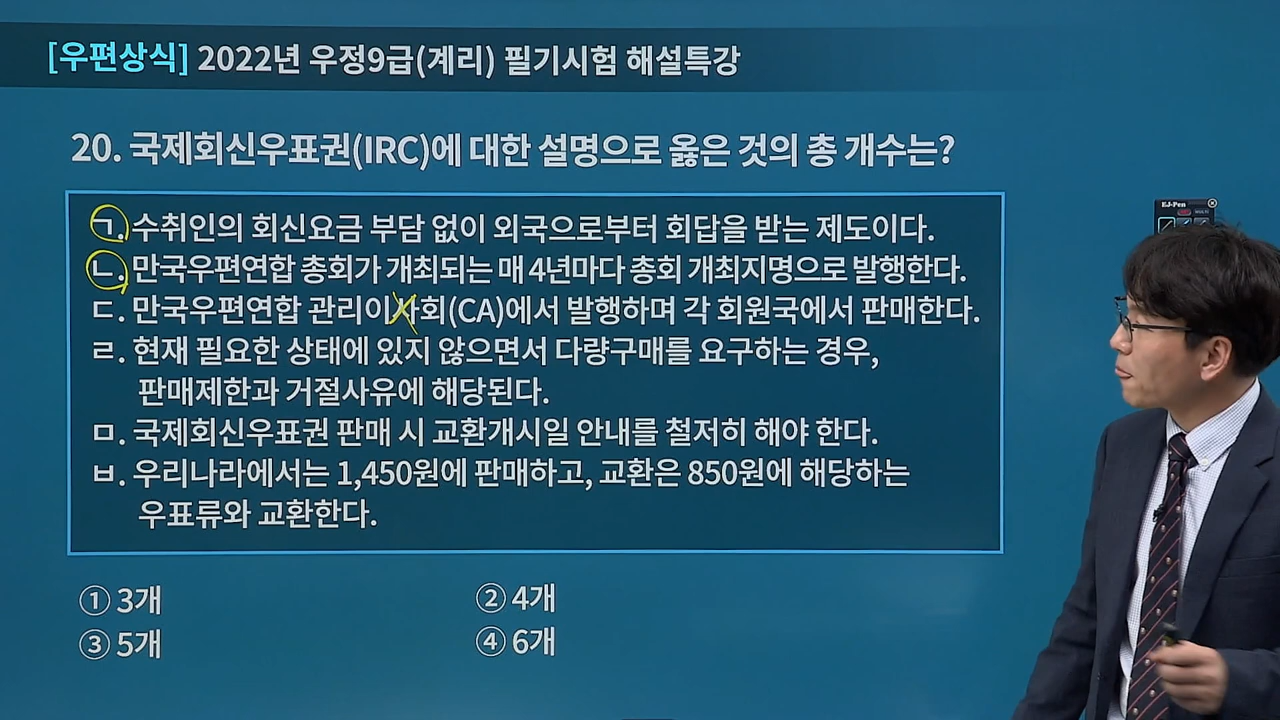 [우편상식] 2022년 우정9급(계리) 필기시험 해설특강
20. 국제회신우표권(IRC)에 대한 설명으로 옳은 것의 총 개수는?
ㄱ. 수취인의 회신요금 부담 없이 외국으로부터 회답을 받는 제도이다.
ㄴ. 만국우편연합 총회가 개최되는 매 4년마다 총회 개최지명으로 발행한다.
ㄷ. 만국우편연합 관리이사회(CA)에서 발행하며 각 회원국에서 판매한다.
ㄹ. 현재 필요한 상태에 있지 않으면서 다량구매를 요구하는 경우,
판매제한과 거절사유에 해당된다.
ㅁ. 국제회신우표권 판매 시 교환개시일 안내를 철저히 해야 한다.
ㅂ. 우리나라에서는 1,450원에 판매하고, 교환은 850원에 해당하는
우표류와 교환한다.
① 3개 ② 4개
③ 5개 ④ 6개
EJ-Pen